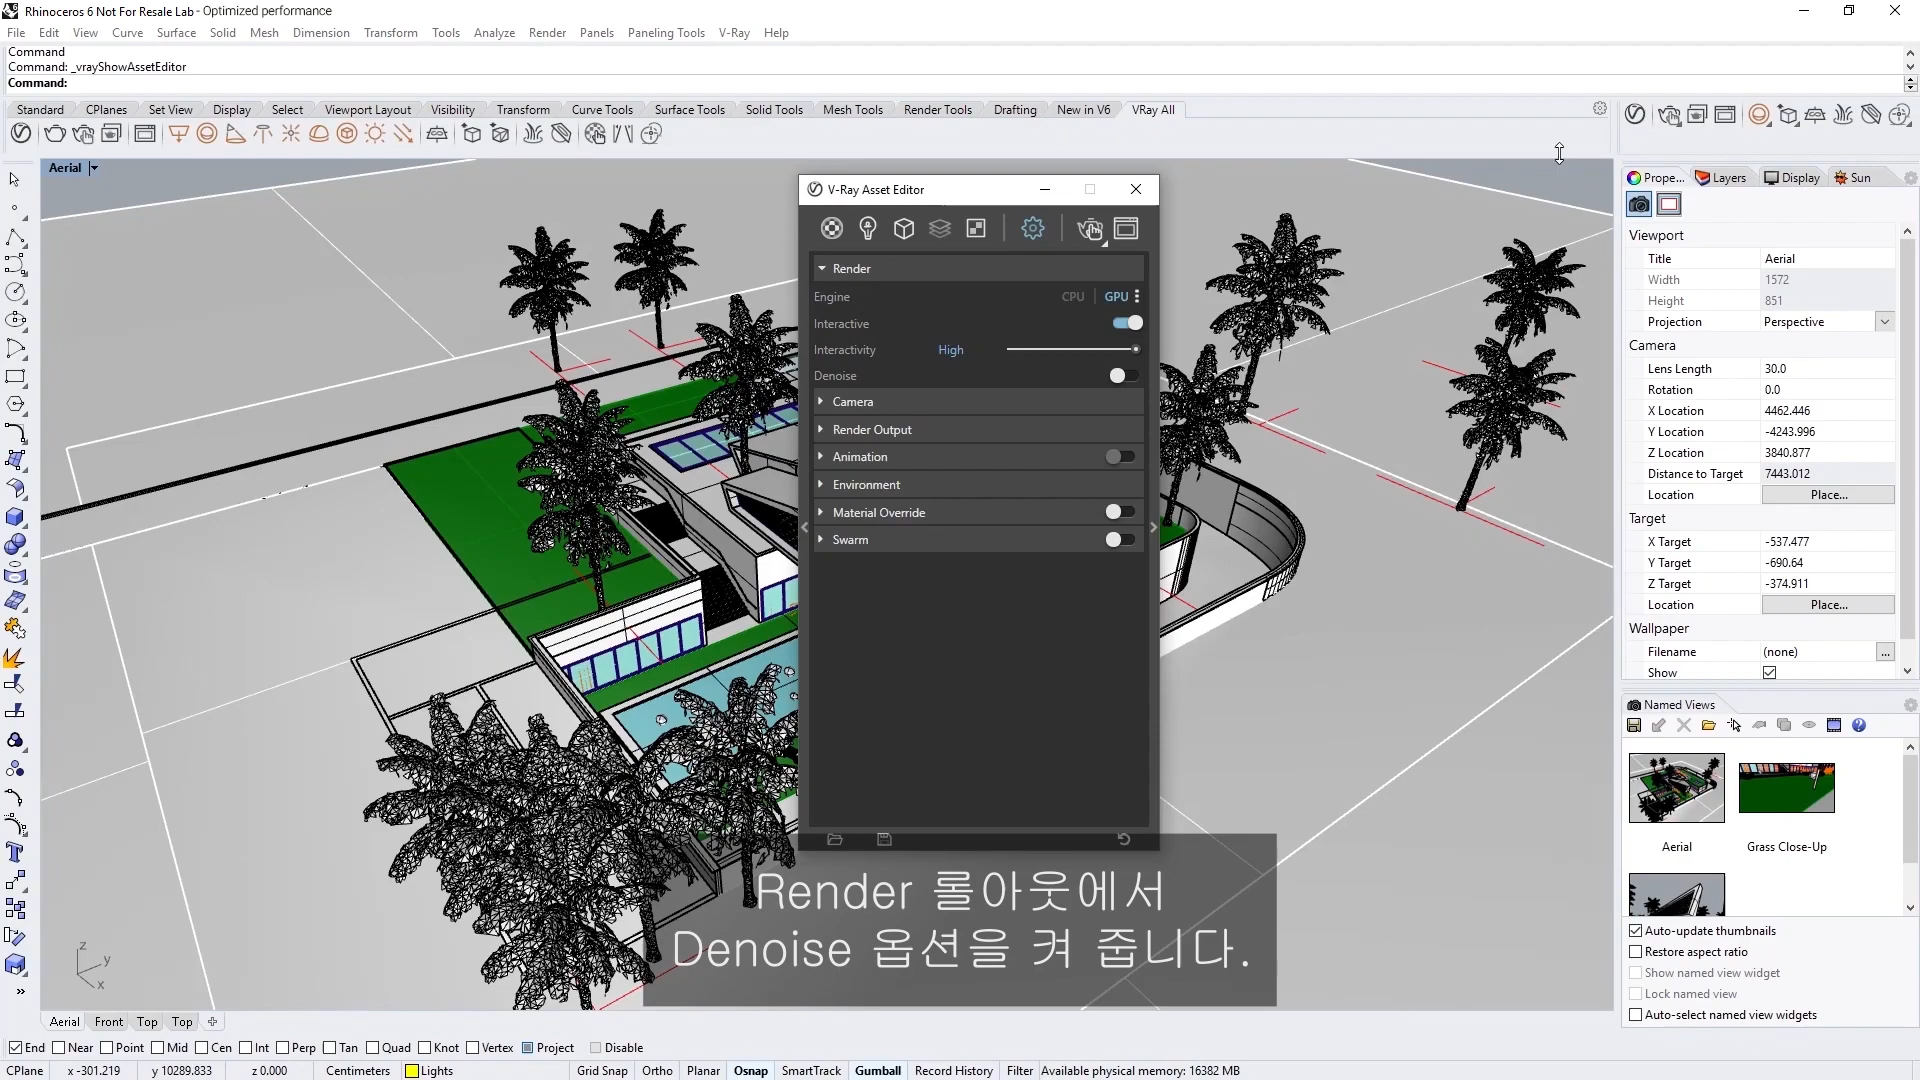 Rhinoceros 6 Not For Resale Lab - Optimized performance
File Edit View Curve Surface Solid Mesh Dimension Transform Tools Analyze Render Panels Paneling Tools V-Ray Help
Command
Command: _vrayShowAssetEditor
Command:
Standard CPlanes Set View Display Select Viewport Layout Visibility Transform Curve Tools Surface Tools Solid Tools Mesh Tools Render Tools Drafting New in V6 VRay All
Aerial
V-Ray Asset Editor
Render
Engine CPU GPU
Interactive
Interactivity High
Denoise
Camera
Render Output
Animation
Environment
Material Override
Swarm
Render 롤아웃에서
Denoise 옵션을 켜 줍니다.
z
y
x
Prope... Layers Display Sun
Viewport
Title Aerial
Width 1572
Height 851
Projection Perspective
Camera
Lens Length 30.0
Rotation 0.0
X Location 4462.446
Y Location -4243.996
Z Location 3840.877
Distance to Target 7443.012
Location Place...
Target
X Target -537.477
Y Target -690.64
Z Target -374.911
Location Place...
Wallpaper
Filename (none) ...
Show
Named Views
Aerial Grass Close-Up
Auto-update thumbnails
Restore aspect ratio
Show named view widget
Lock named view
Auto-select named view widgets
Aerial Front Top Top
End Near Point Mid Cen Int Perp Tan Quad Knot Vertex Project Disable
CPlane x -301.219 y 10289.833 z 0.000 Centimeters Lights Grid Snap Ortho Planar Osnap SmartTrack Gumball Record History Filter Available physical memory: 16382 MB